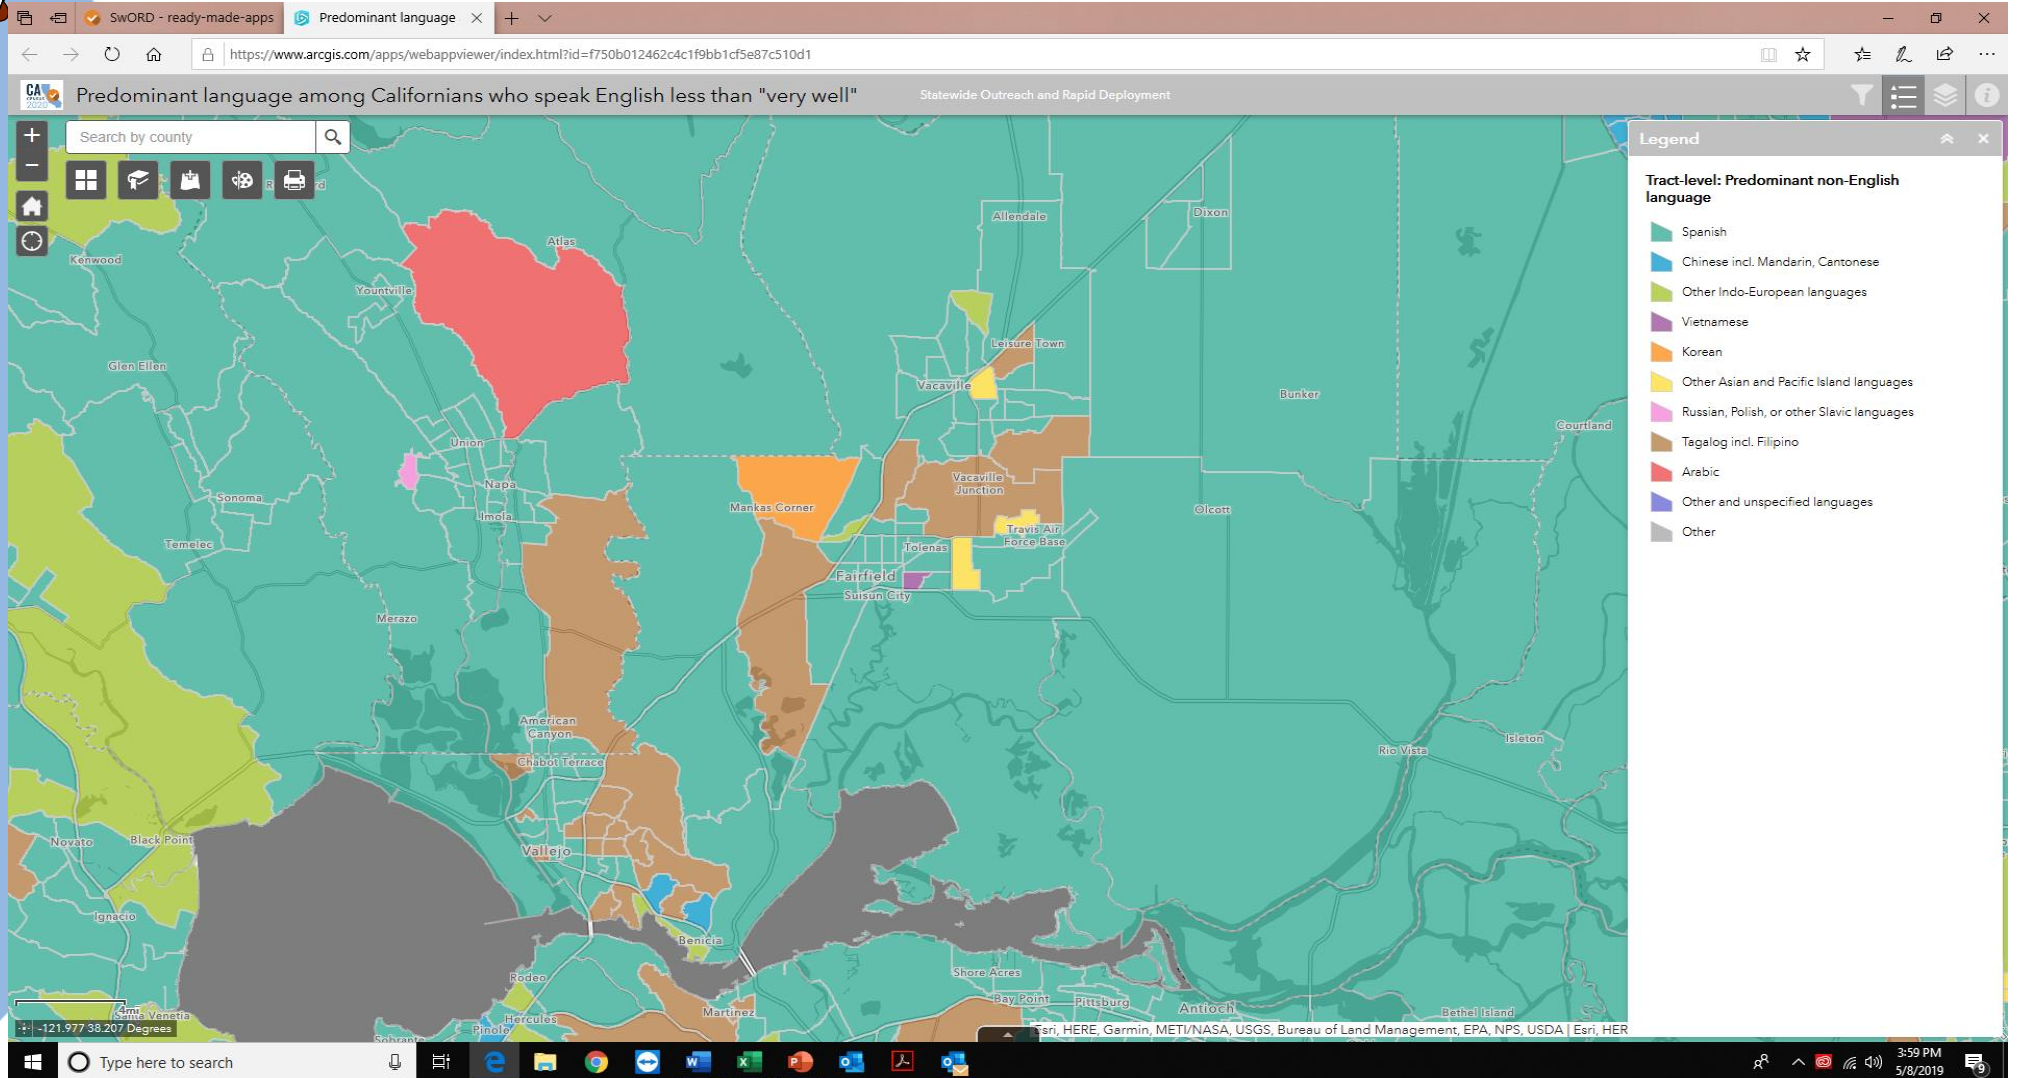 SwORD - ready-made-apps
Predominant language
https://www.arcgis.com/apps/webappviewer/index.html?id=f750b012462c4c1f9bb1cf5e87c510d1
CA
2020
Predominant language among Californians who speak English less than "very well"
Statewide Outreach and Rapid Deployment
Search by county
Legend
Tract-level: Predominant non-English
language
Spanish
Chinese incl. Mandarin, Cantonese
Other Indo-European languages
Vietnamese
Korean
Other Asian and Pacific Island languages
Russian, Polish, or other Slavic languages
Tagalog incl. Filipino
Arabic
Other and unspecified languages
Other
Allendale
Dixon
Atlas
Kenwood
Yountville
Leisure Town
Glen Ellen
Vacaville
Bunker
Courtland
Union
Vacaville
Junction
Napa
Sonoma
Mankas Corner
Imola
Olcott
Travis Air
Force Base
Temelec
Tolenas
Fairfield
Suisun City
Merazo
American
Canyon
Isleton
Rio Vista
Chabot Terrace
Novato
Black Point
Vallejo
Ignacio
Benicia
Rodeo
Shore Acres
Bay Point
Pittsburg
Antioch
Bethel Island
Martinez
4mi
Santa Venetia
Hercules
Pinole
Sobrante
-121.977 38.207 Degrees
Esri, HERE, Garmin, METI/NASA, USGS, Bureau of Land Management, EPA, NPS, USDA | Esri, HER
Type here to search
3:59 PM
5/8/2019
9